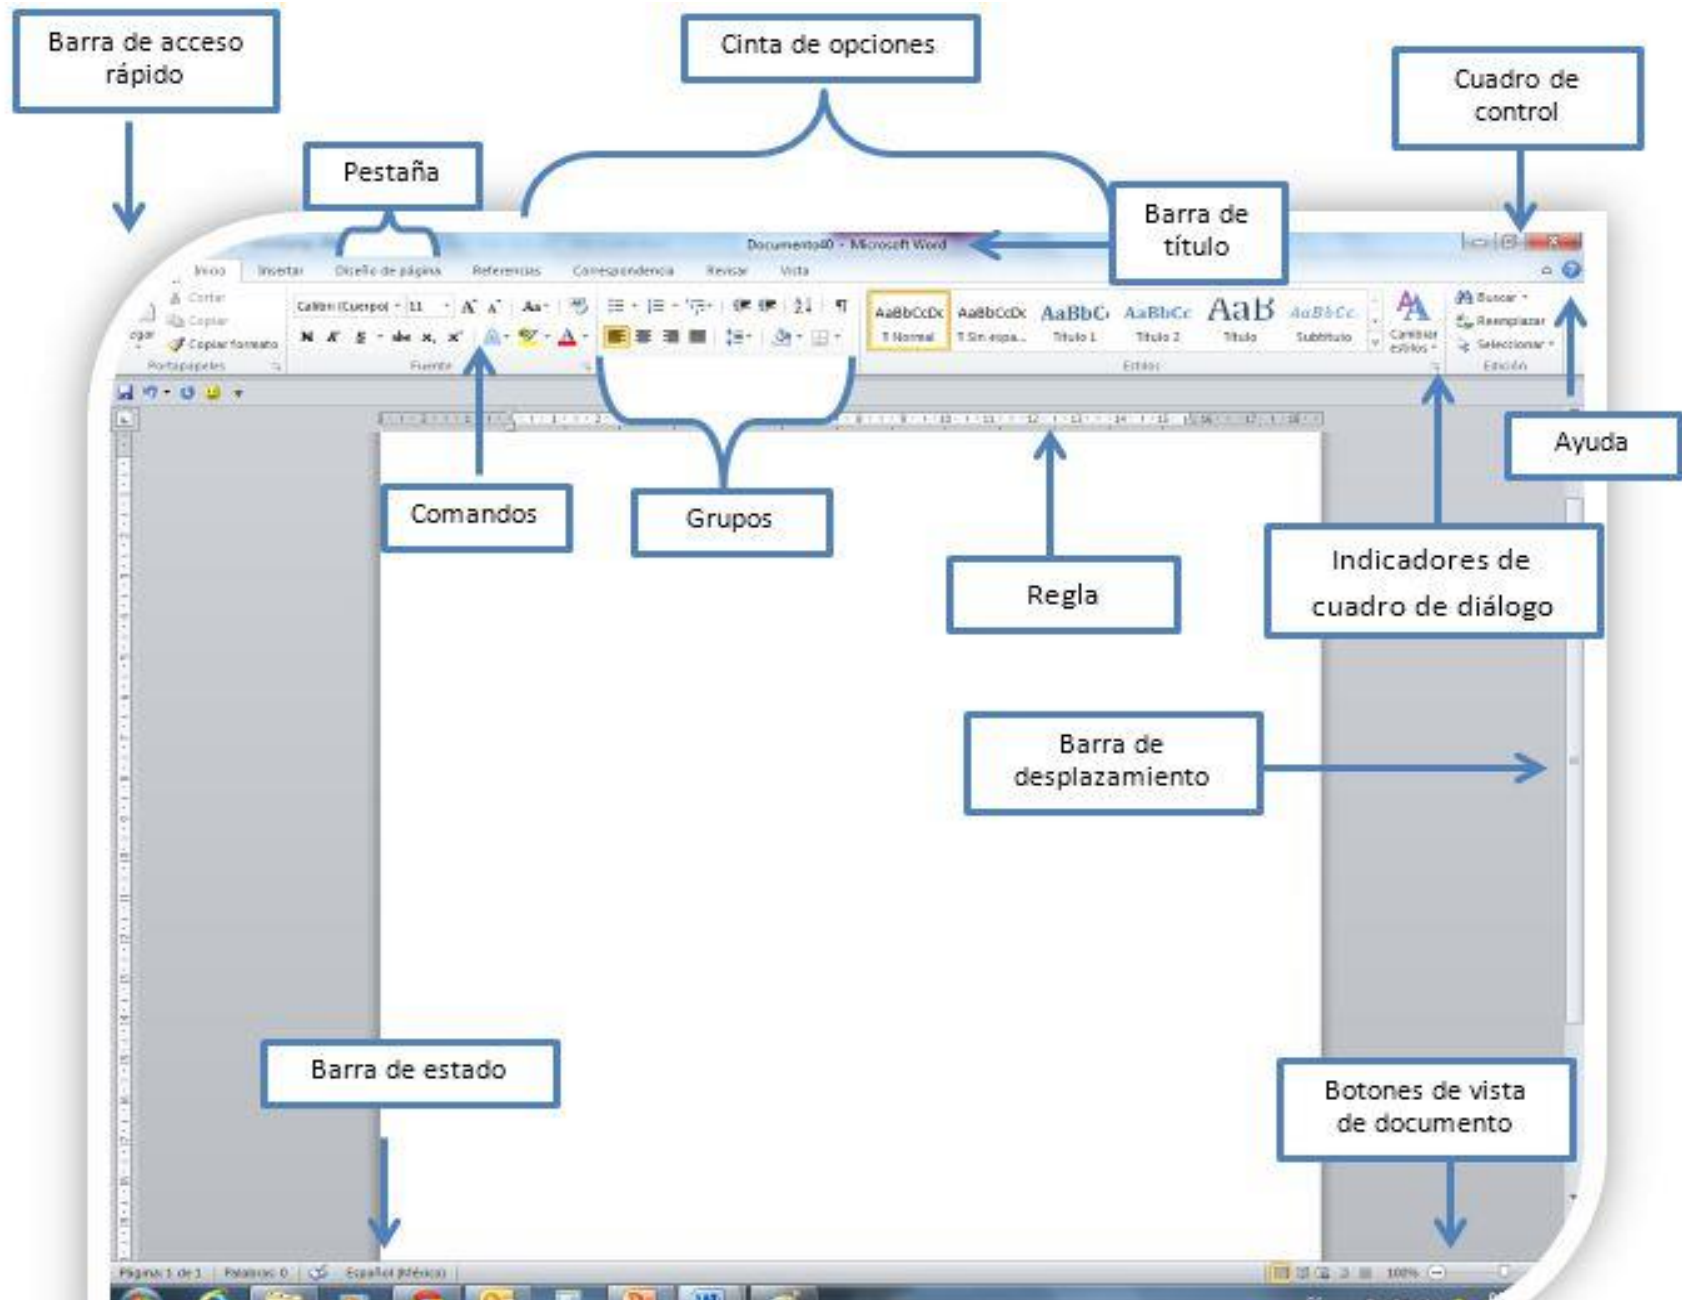 Barra de acceso
rápido
Cinta de opciones
Cuadro de
control
Pestaña
Barra de
título
Documento40 - Microsoft Word
Inicio Insertar Diseño de página Referencias Correspondencia Revisar Vista
Cortar
Copiar
Copiar formato
Portapapeles
Calibri (Cuerpo) 11
Fuente
AaBbCcDc AaBbCcDc AaBbC AaBbCc AaB AaBbCc
¶ Normal ¶ Sin espa... Título 1 Título 2 Título Subtítulo
Cambiar
estilos
Estilos
Buscar
Reemplazar
Seleccionar
Edición
Ayuda
Comandos
Grupos
Regla
Indicadores de
cuadro de diálogo
Barra de
desplazamiento
Barra de estado
Botones de vista
de documento
Página: 1 de 1 Palabras: 0 Español (México) 100%